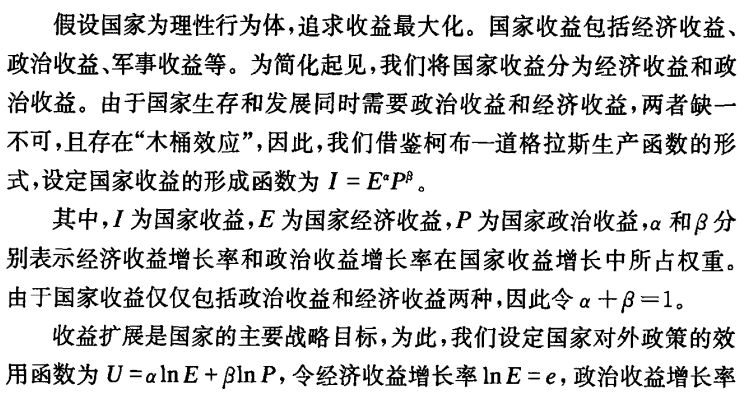 假设国家为理性行为体,追求收益最大化。国家收益包括经济收益、
政治收益、军事收益等。为简化起见,我们将国家收益分为经济收益和政
治收益。由于国家生存和发展同时需要政治收益和经济收益,两者缺一
不可,且存在“木桶效应”,因此,我们借鉴柯布—道格拉斯生产函数的形
式,设定国家收益的形成函数为 I = EᵅPᵝ。
其中,I 为国家收益,E 为国家经济收益,P 为国家政治收益,α 和 β 分
别表示经济收益增长率和政治收益增长率在国家收益增长中所占权重。
由于国家收益仅仅包括政治收益和经济收益两种,因此令 α + β = 1。
收益扩展是国家的主要战略目标,为此,我们设定国家对外政策的效
用函数为 U = αlnE + βlnP,令经济收益增长率 lnE = e,政治收益增长率